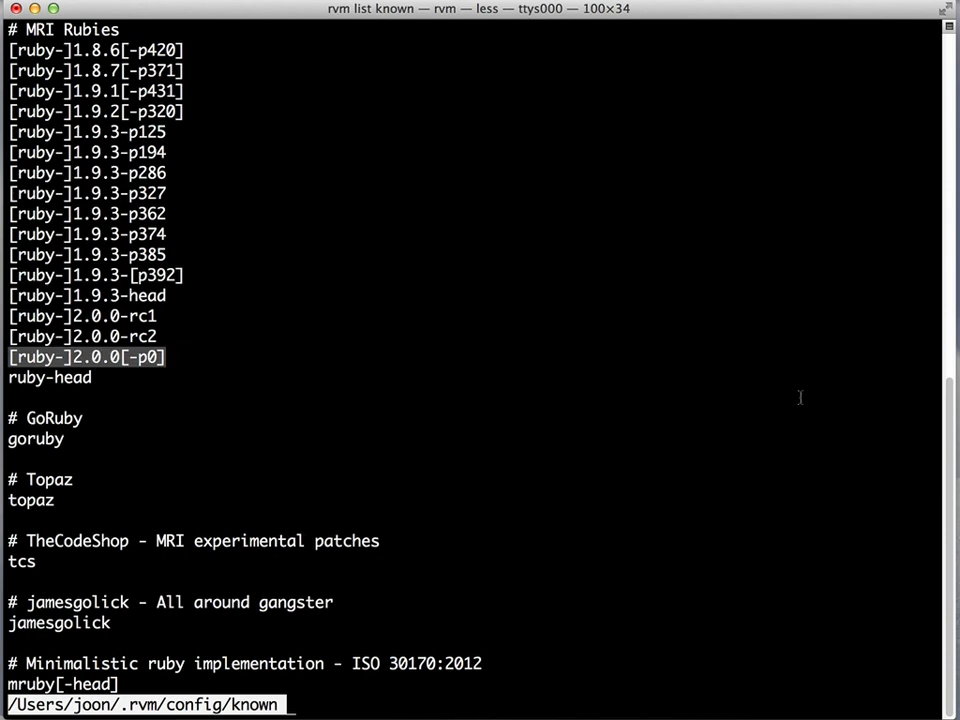 rvm list known — rvm — less — ttys000 — 100×34
# MRI Rubies
[ruby-]1.8.6[-p420]
[ruby-]1.8.7[-p371]
[ruby-]1.9.1[-p431]
[ruby-]1.9.2[-p320]
[ruby-]1.9.3-p125
[ruby-]1.9.3-p194
[ruby-]1.9.3-p286
[ruby-]1.9.3-p327
[ruby-]1.9.3-p362
[ruby-]1.9.3-p374
[ruby-]1.9.3-p385
[ruby-]1.9.3-[p392]
[ruby-]1.9.3-head
[ruby-]2.0.0-rc1
[ruby-]2.0.0-rc2
[ruby-]2.0.0[-p0]
ruby-head
# GoRuby
goruby
# Topaz
topaz
# TheCodeShop - MRI experimental patches
tcs
# jamesgolick - All around gangster
jamesgolick
# Minimalistic ruby implementation - ISO 30170:2012
mruby[-head]
/Users/joon/.rvm/config/known